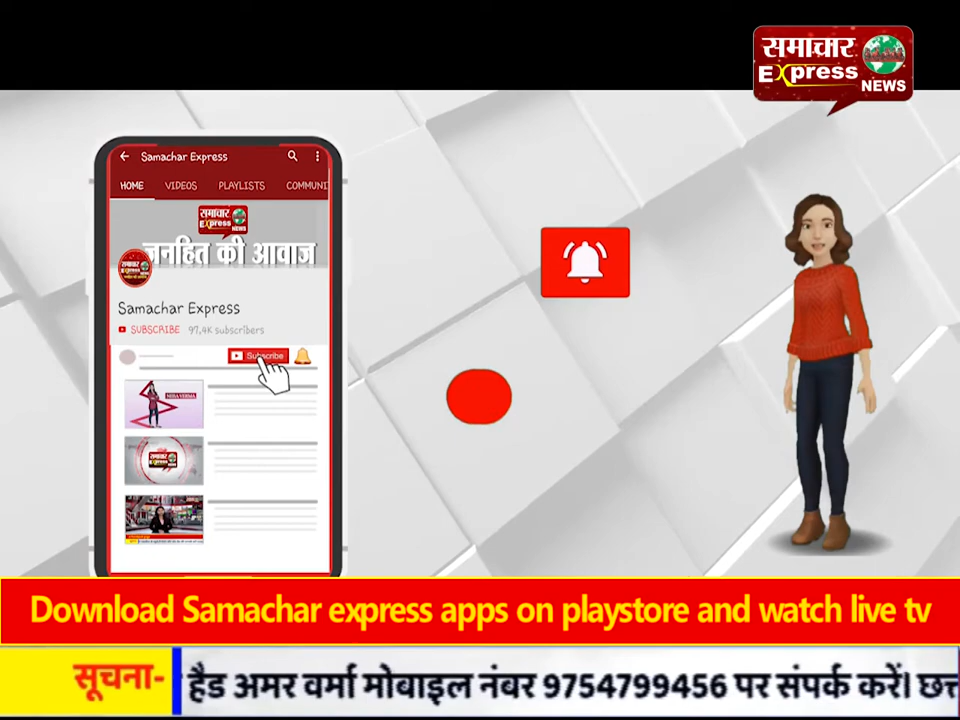 समाचार
Express
NEWS
Samachar Express
HOME VIDEOS PLAYLISTS COMMUNI
समाचार
Express
NEWS
जनहित की आवाज
Samachar Express
SUBSCRIBE 97.4K subscribers
Subscribe
Download Samachar express apps on playstore and watch live tv
सूचना- हैड अमर वर्मा मोबाइल नंबर 9754799456 पर संपर्क करें। छत्त